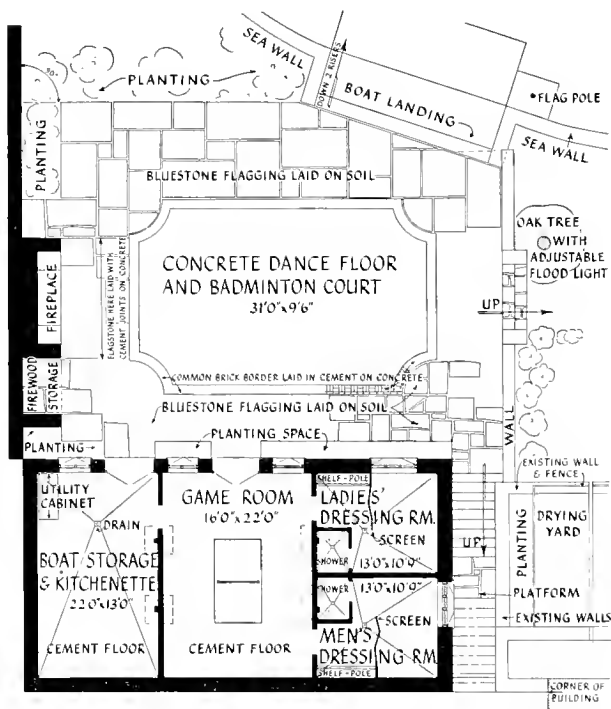 SEA WALL
PLANTING
DOWN 2 RISERS
BOAT LANDING
FLAG POLE
SEA WALL
90°
PLANTING
BLUESTONE FLAGGING LAID ON SOIL
OAK TREE
WITH
ADJUSTABLE
FLOOD LIGHT
FIREPLACE
FLAGSTONE HERE LAID WITH
CEMENT JOINTS ON CONCRETE
CONCRETE DANCE FLOOR
AND BADMINTON COURT
31'0"x9'6"
UP
FIREWOOD
STORAGE
COMMON BRICK BORDER LAID IN CEMENT ON CONCRETE
BLUESTONE FLAGGING LAID ON SOIL
WALL
PLANTING
PLANTING SPACE
EXISTING WALL
& FENCE
UTILITY
CABINET
DRAIN
GAME ROOM
16'0"x22'0"
SHELF-POLE
LADIES'
DRESSING RM.
SCREEN
SHOWER
13'0"x10'9"
UP
PLANTING
DRYING
YARD
BOAT STORAGE
& KITCHENETTE
22'0"x13'0"
SHOWER
13'0"x10'9"
PLATFORM
SCREEN
EXISTING WALLS
MEN'S
DRESSING RM.
CEMENT FLOOR
CEMENT FLOOR
SHELF-POLE
CORNER OF
BUILDING